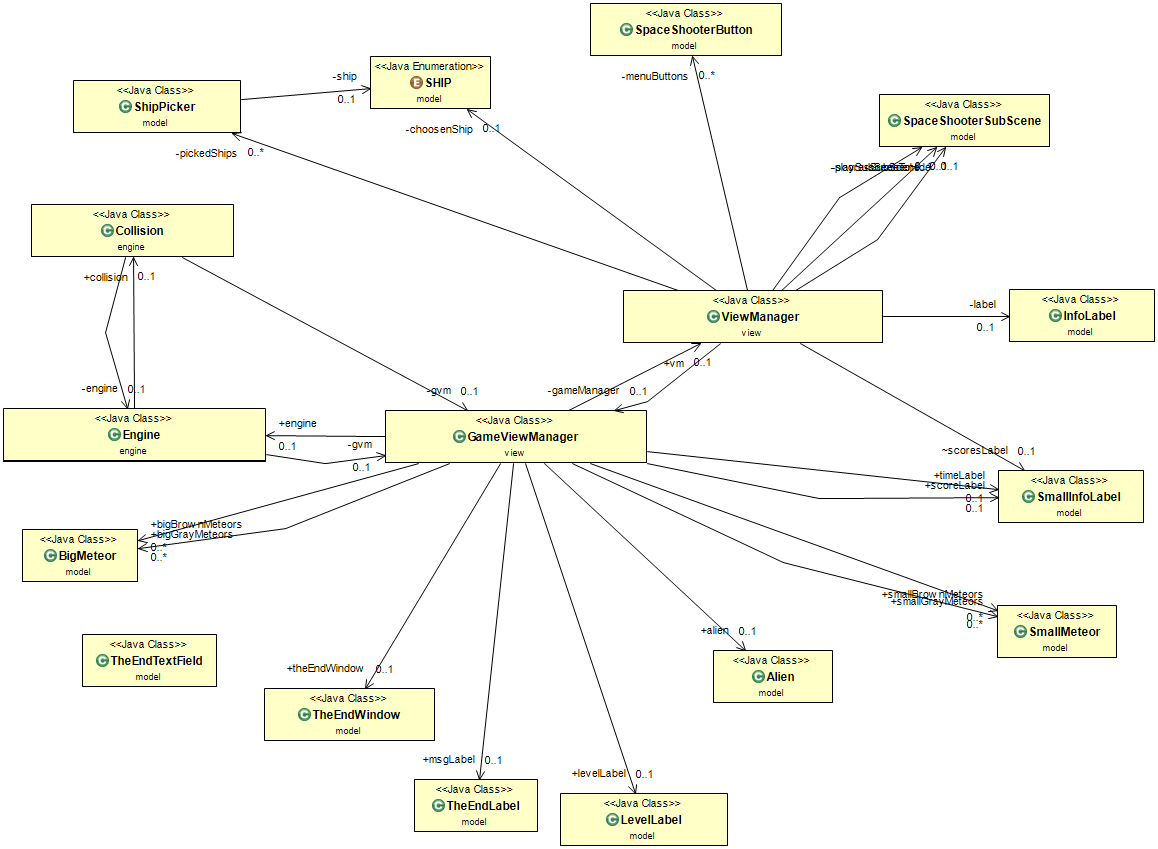 <<Java Class>>
SpaceShooterButton
model
<<Java Enumeration>>
SHIP
model
-ship
0..1
-menuButtons 0..*
<<Java Class>>
ShipPicker
model
<<Java Class>>
SpaceShooterSubScene
model
-choosenShip 0..1
-pickedShips 0..*
0..1
<<Java Class>>
Collision
engine
+collision 0..1
<<Java Class>>
ViewManager
view
-label
0..1
<<Java Class>>
InfoLabel
model
+vm 0..1
-engine 0..1
-gvm 0..1
-gameManager 0..1
<<Java Class>>
Engine
engine
+engine
0..1
-gvm
0..1
<<Java Class>>
GameViewManager
view
~scoresLabel 0..1
+timeLabel
+scoreLabel
0..1
0..1
<<Java Class>>
SmallInfoLabel
model
+bigBrownMeteors
+bigGrayMeteors
0..*
0..*
<<Java Class>>
BigMeteor
model
+smallBrownMeteors
+smallGrayMeteors
0..*
0..*
<<Java Class>>
SmallMeteor
model
<<Java Class>>
TheEndTextField
model
+alien 0..1
<<Java Class>>
Alien
model
+theEndWindow 0..1
<<Java Class>>
TheEndWindow
model
+msgLabel 0..1
<<Java Class>>
TheEndLabel
model
+levelLabel 0..1
<<Java Class>>
LevelLabel
model